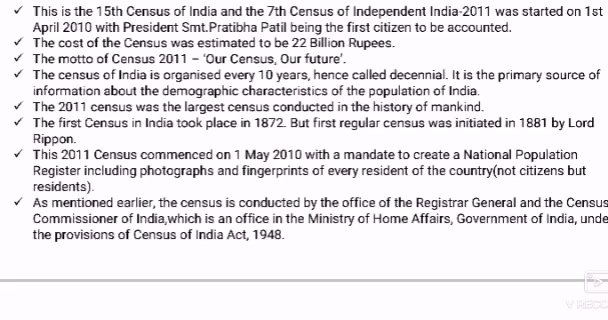 ✓ This is the 15th Census of India and the 7th Census of Independent India-2011 was started on 1st
April 2010 with President Smt.Pratibha Patil being the first citizen to be accounted.
✓ The cost of the Census was estimated to be 22 Billion Rupees.
✓ The motto of Census 2011 – 'Our Census, Our future'.
✓ The census of India is organised every 10 years, hence called decennial. It is the primary source of
information about the demographic characteristics of the population of India.
✓ The 2011 census was the largest census conducted in the history of mankind.
✓ The first Census in India took place in 1872. But first regular census was initiated in 1881 by Lord
Rippon.
✓ This 2011 Census commenced on 1 May 2010 with a mandate to create a National Population
Register including photographs and fingerprints of every resident of the country(not citizens but
residents).
✓ As mentioned earlier, the census is conducted by the office of the Registrar General and the Census
Commissioner of India,which is an office in the Ministry of Home Affairs, Government of India, unde
the provisions of Census of India Act, 1948.